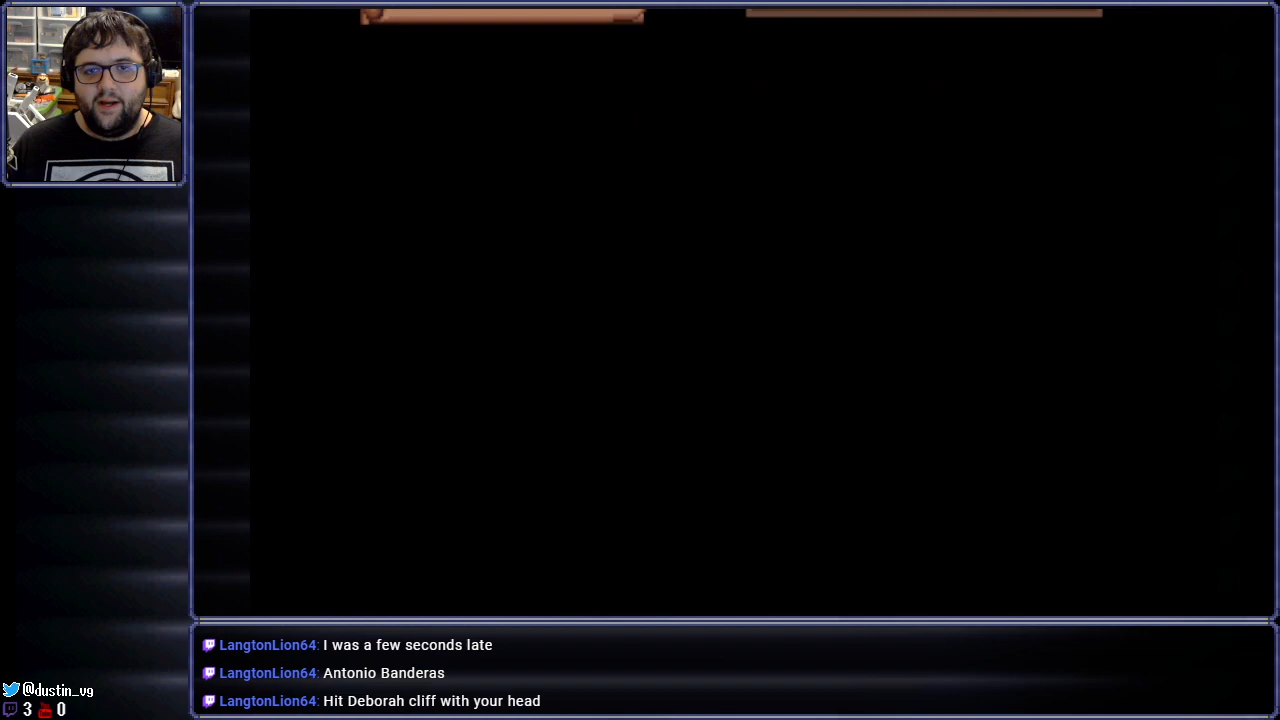 LangtonLion64: I was a few seconds late
LangtonLion64: Antonio Banderas
LangtonLion64: Hit Deborah cliff with your head
@dustin_vg
3 0